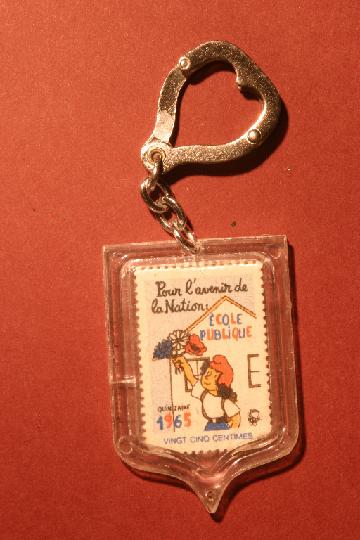 Pour l'avenir de
la Nation:
ÉCOLE
PUBLIQUE
E
QUINZAINE
1965
VINGT CINQ CENTIMES